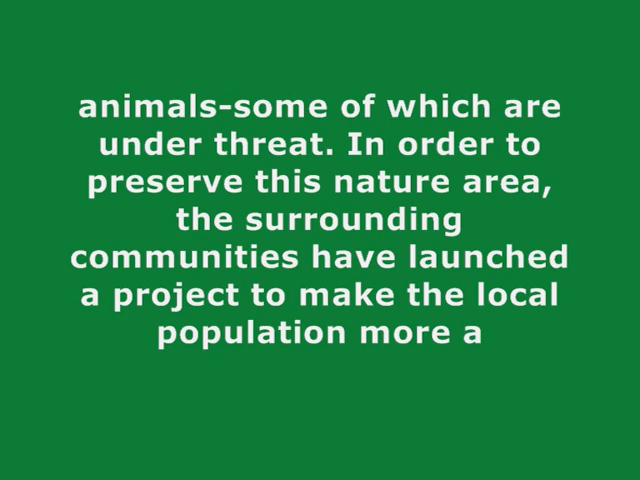 animals-some of which are
under threat. In order to
preserve this nature area,
the surrounding
communities have launched
a project to make the local
population more a